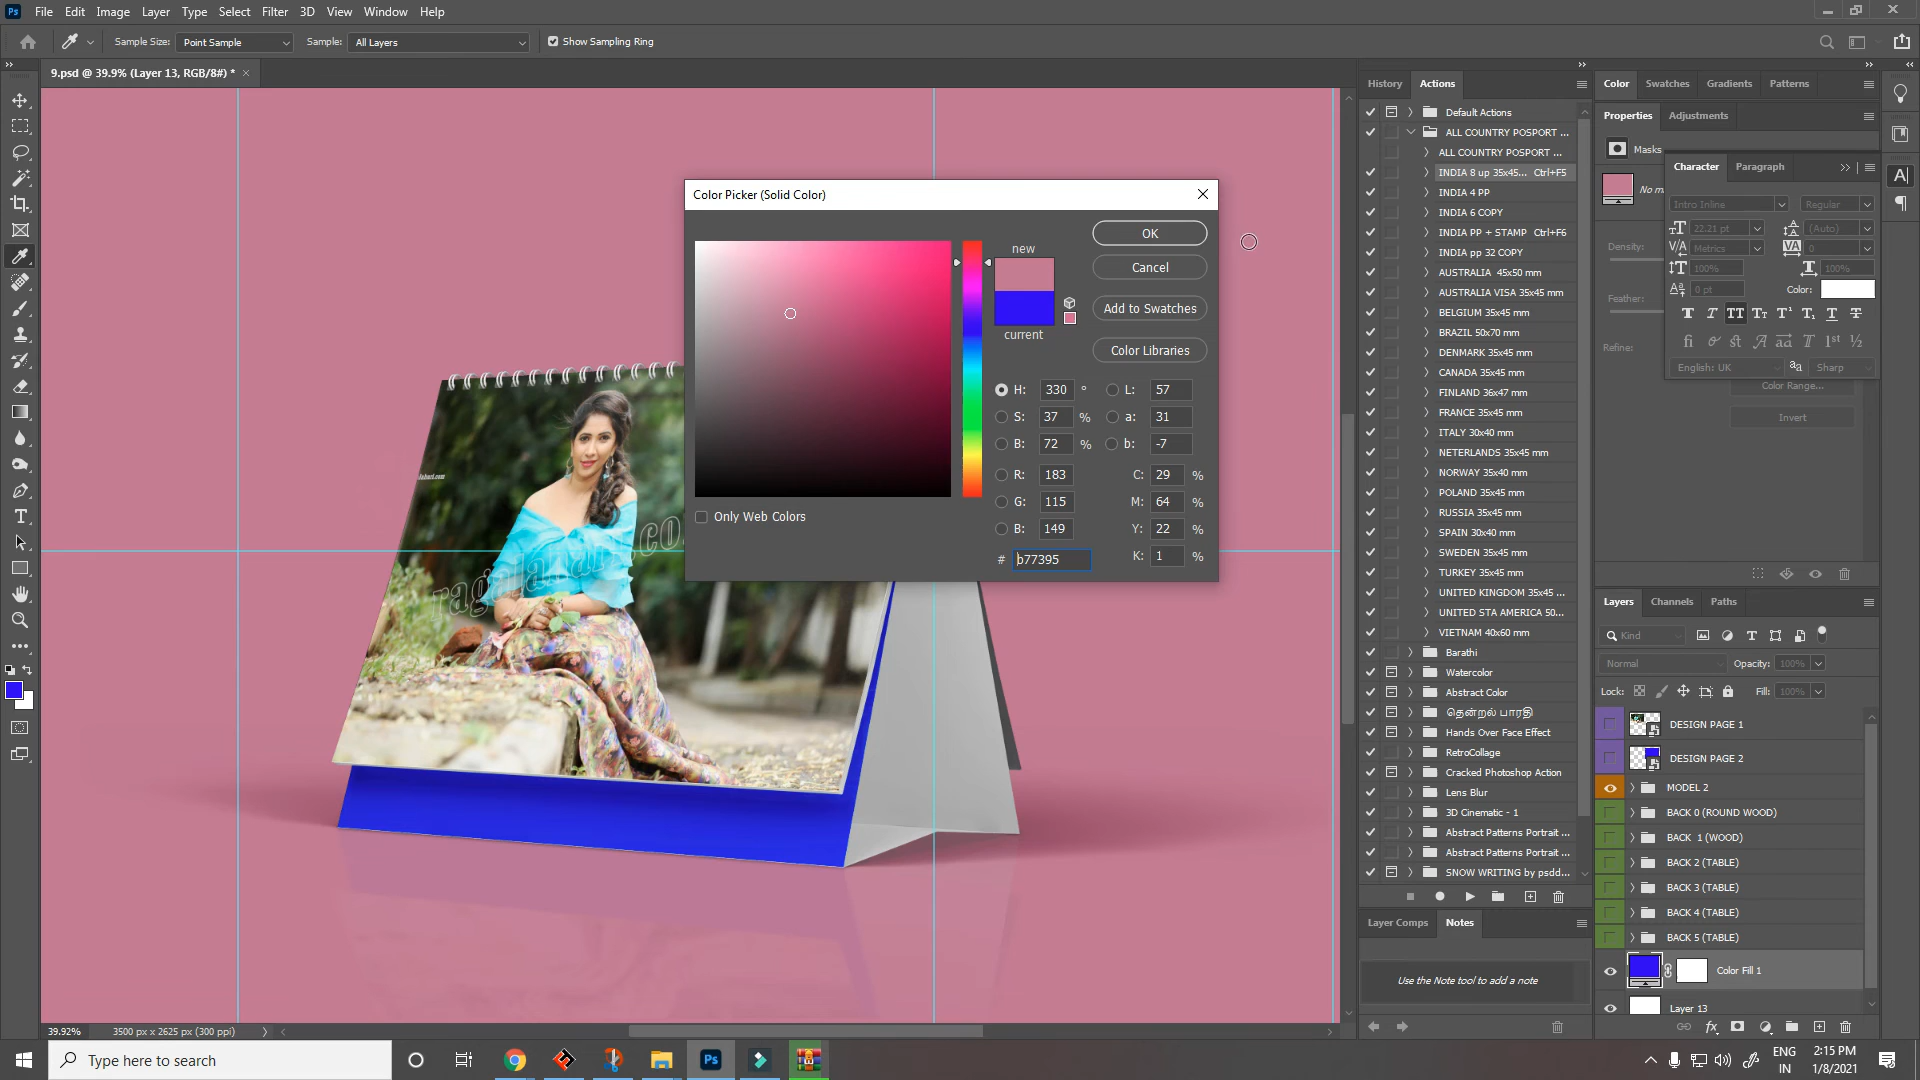 Ps File Edit Image Layer Type Select Filter 3D View Window Help
Sample Size: Point Sample Sample: All Layers Show Sampling Ring
9.psd @ 39.9% (Layer 13, RGB/8#) * ×
ragalahari.co
Color Picker (Solid Color)
new
current
OK
Cancel
Add to Swatches
Color Libraries
H: 330 ° L: 57
S: 37 % a: 31
B: 72 % b: -7
R: 183 C: 29 %
G: 115 M: 64 %
B: 149 Y: 22 %
# b77395 K: 1 %
Only Web Colors
History Actions
Default Actions
ALL COUNTRY POSPORT ...
ALL COUNTRY POSPORT ...
INDIA 8 up 35x45... Ctrl+F5
INDIA 4 PP
INDIA 6 COPY
INDIA PP + STAMP Ctrl+F6
INDIA pp 32 COPY
AUSTRALIA 45x50 mm
AUSTRALIA VISA 35x45 mm
BELGIUM 35x45 mm
BRAZIL 50x70 mm
DENMARK 35x45 mm
CANADA 35x45 mm
FINLAND 36x47 mm
FRANCE 35x45 mm
ITALY 30x40 mm
NETERLANDS 35x45 mm
NORWAY 35x40 mm
POLAND 35x45 mm
RUSSIA 35x45 mm
SPAIN 30x40 mm
SWEDEN 35x45 mm
TURKEY 35x45 mm
UNITED KINGDOM 35x45 ...
UNITED STA AMERICA 50...
VIETNAM 40x60 mm
Barathi
Watercolor
Abstract Color
தென்றல் பாரதி
Hands Over Face Effect
RetroCollage
Cracked Photoshop Action
Lens Blur
3D Cinematic - 1
Abstract Patterns Portrait ...
Abstract Patterns Portrait ...
SNOW WRITING by psdd...
Layer Comps Notes
Use the Note tool to add a note
Color Swatches Gradients Patterns
Properties Adjustments
Masks
Density:
Feather:
Refine:
Color Range...
Invert
Character Paragraph
Intro Inline Regular
22.21 pt (Auto)
Metrics 0
100% 100%
0 pt Color:
English: UK aa Sharp
Layers Channels Paths
Kind
Normal Opacity: 100%
Lock: Fill: 100%
DESIGN PAGE 1
DESIGN PAGE 2
MODEL 2
BACK 0 (ROUND WOOD)
BACK 1 (WOOD)
BACK 2 (TABLE)
BACK 3 (TABLE)
BACK 4 (TABLE)
BACK 5 (TABLE)
Color Fill 1
Layer 13
39.92% 3500 px x 2625 px (300 ppi)
Type here to search
Ps
ENG
IN
2:15 PM
1/8/2021